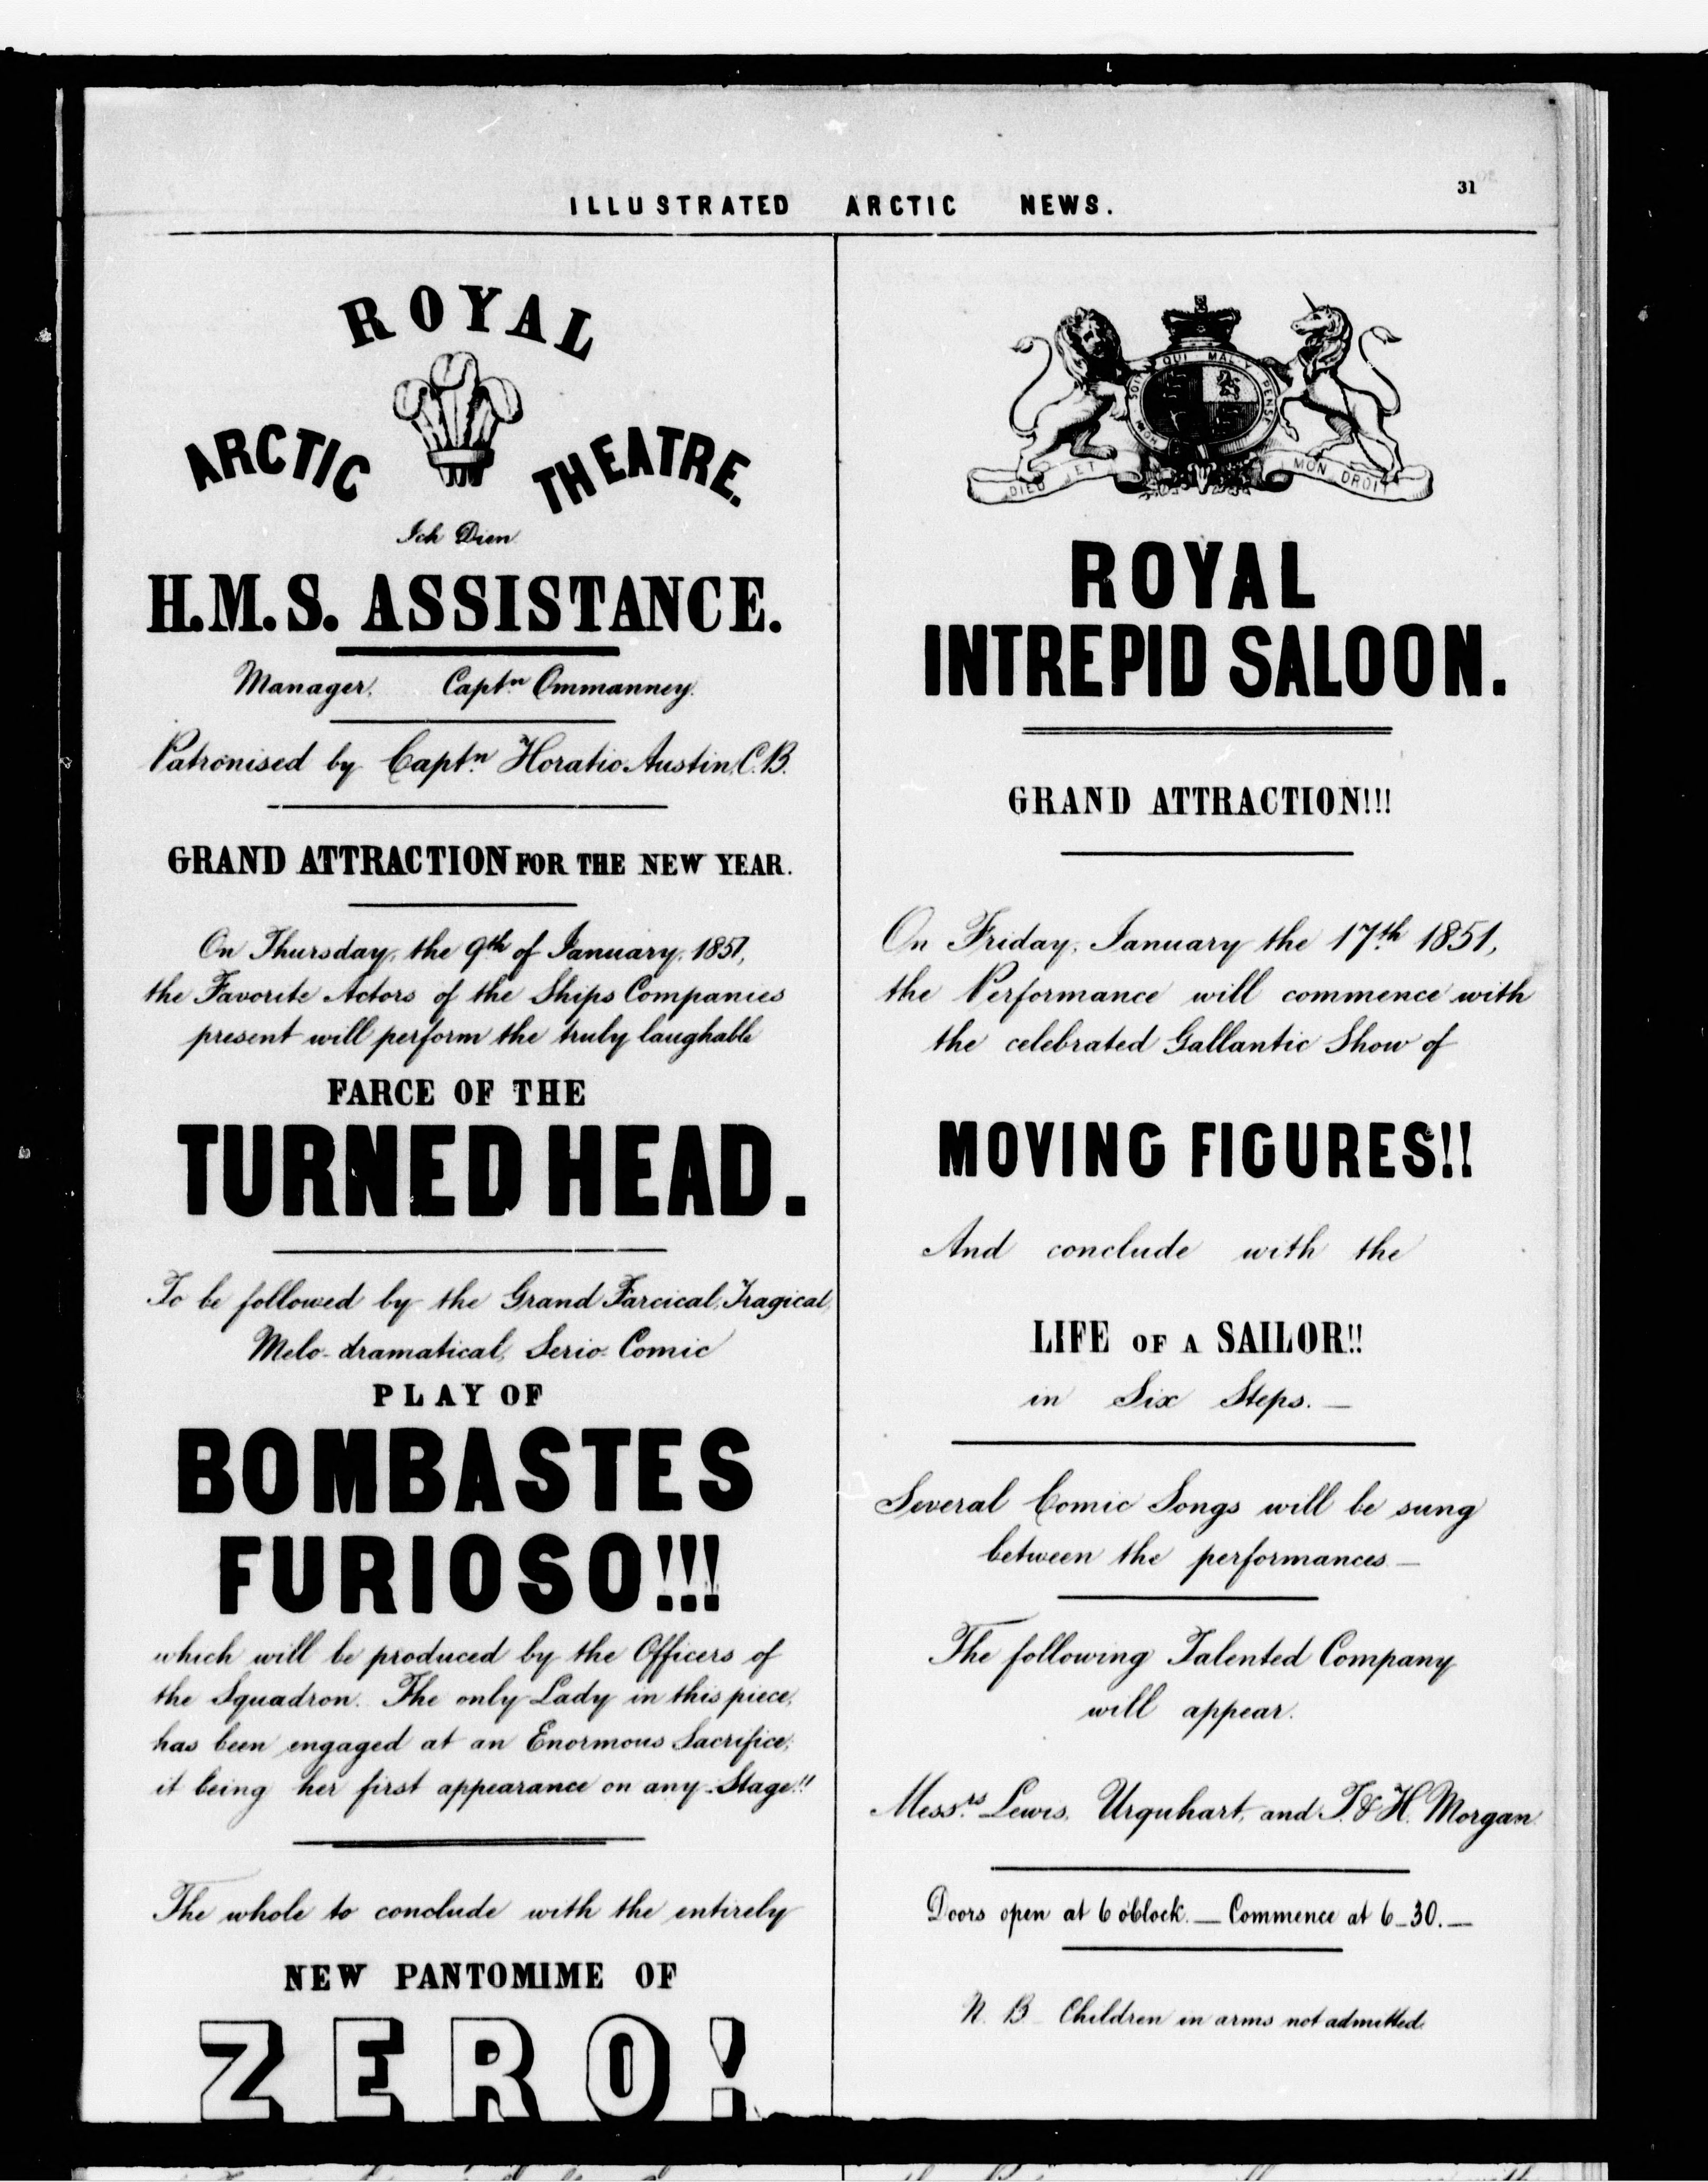 ILLUSTRATED ARCTIC NEWS.
31
ROYAL
ARCTIC THEATRE.
Ich Dien
H.M.S. ASSISTANCE.
Manager, Captn Ommanney.
Patronised by Captn Horatio Austin, C.B.
GRAND ATTRACTION FOR THE NEW YEAR.
On Thursday, the 9th of January, 1851,
the Favorite Actors of the Ships Companies
present will perform the truly laughable
FARCE OF THE
TURNED HEAD.
To be followed by the Grand Farcical, Tragical,
Melo-dramatical, Serio-Comic
PLAY OF
BOMBASTES
FURIOSO!!!
which will be produced by the Officers of
the Squadron. The only Lady in this piece,
has been engaged at an Enormous Sacrifice;
it being her first appearance on any Stage!!
The whole to conclude with the entirely
NEW PANTOMIME OF
ZERO!
HONI SOIT QUI MAL Y PENSE
DIEU ET MON DROIT
ROYAL
INTREPID SALOON.
GRAND ATTRACTION!!!
On Friday, January the 17th 1851,
the Performance will commence with
the celebrated Gallantic Show of
MOVING FIGURES!!
And conclude with the
LIFE OF A SAILOR!!
in Six Steps.—
Several Comic Songs will be sung
between the performances—
The following Talented Company
will appear.
Messrs Lewis, Urquhart, and T. & H. Morgan.
Doors open at 6 o'Clock.— Commence at 6-30.—
N. B Children in arms not admitted.